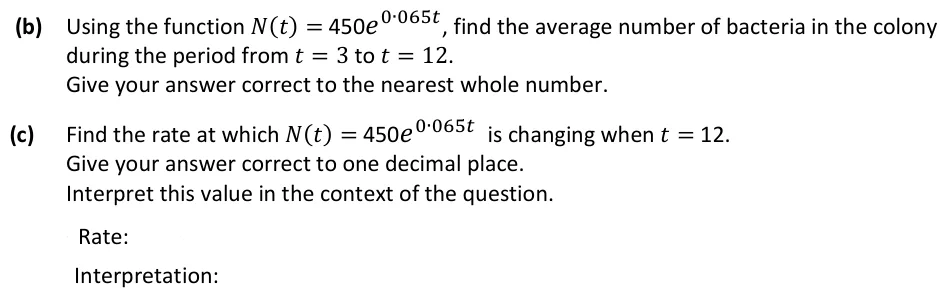 (b) Using the function N(t) = 450e^0·065t, find the average number of bacteria in the colony
during the period from t = 3 to t = 12.
Give your answer correct to the nearest whole number.
(c) Find the rate at which N(t) = 450e^0·065t is changing when t = 12.
Give your answer correct to one decimal place.
Interpret this value in the context of the question.
Rate:
Interpretation: